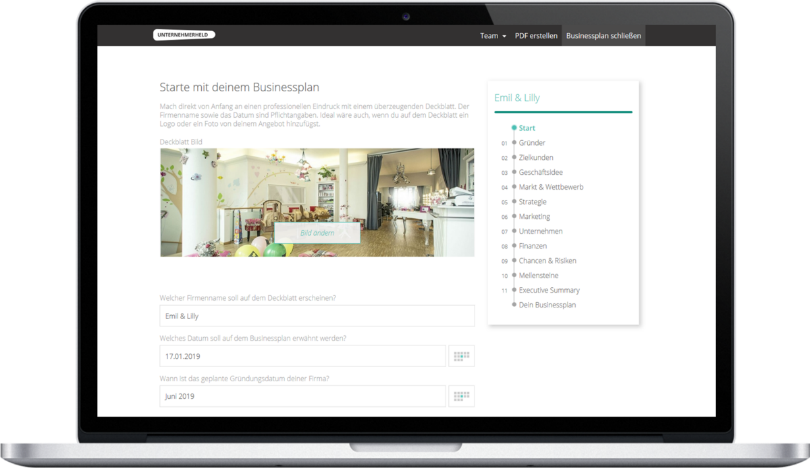 UNTERNEHMERHELD
Team PDF erstellen Businessplan schließen
Starte mit deinem Businessplan
Mach direkt von Anfang an einen professionellen Eindruck mit einem überzeugenden Deckblatt. Der
Firmenname sowie das Datum sind Pflichtangaben. Ideal wäre auch, wenn du auf dem Deckblatt ein
Logo oder ein Foto von deinem Angebot hinzufügst.
Deckblatt Bild
Bild ändern
Welcher Firmenname soll auf dem Deckblatt erscheinen?
Emil & Lilly
Welches Datum soll auf dem Businessplan erwähnt werden?
17.01.2019
Wann ist das geplante Gründungsdatum deiner Firma?
Juni 2019
Emil & Lilly
Start
01 Gründer
02 Zielkunden
03 Geschäftsidee
04 Markt & Wettbewerb
05 Strategie
06 Marketing
07 Unternehmen
08 Finanzen
09 Chancen & Risiken
10 Meilensteine
11 Executive Summary
Dein Businessplan